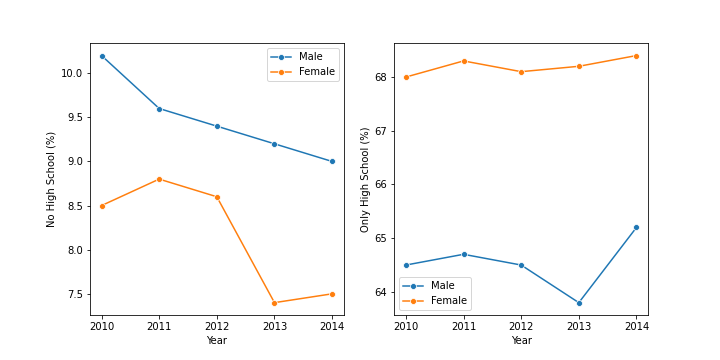 No High School (%)
10.0
9.5
9.0
8.5
8.0
7.5
2010 2011 2012 2013 2014
Year
Male
Female
Only High School (%)
68
67
66
65
64
2010 2011 2012 2013 2014
Year
Male
Female